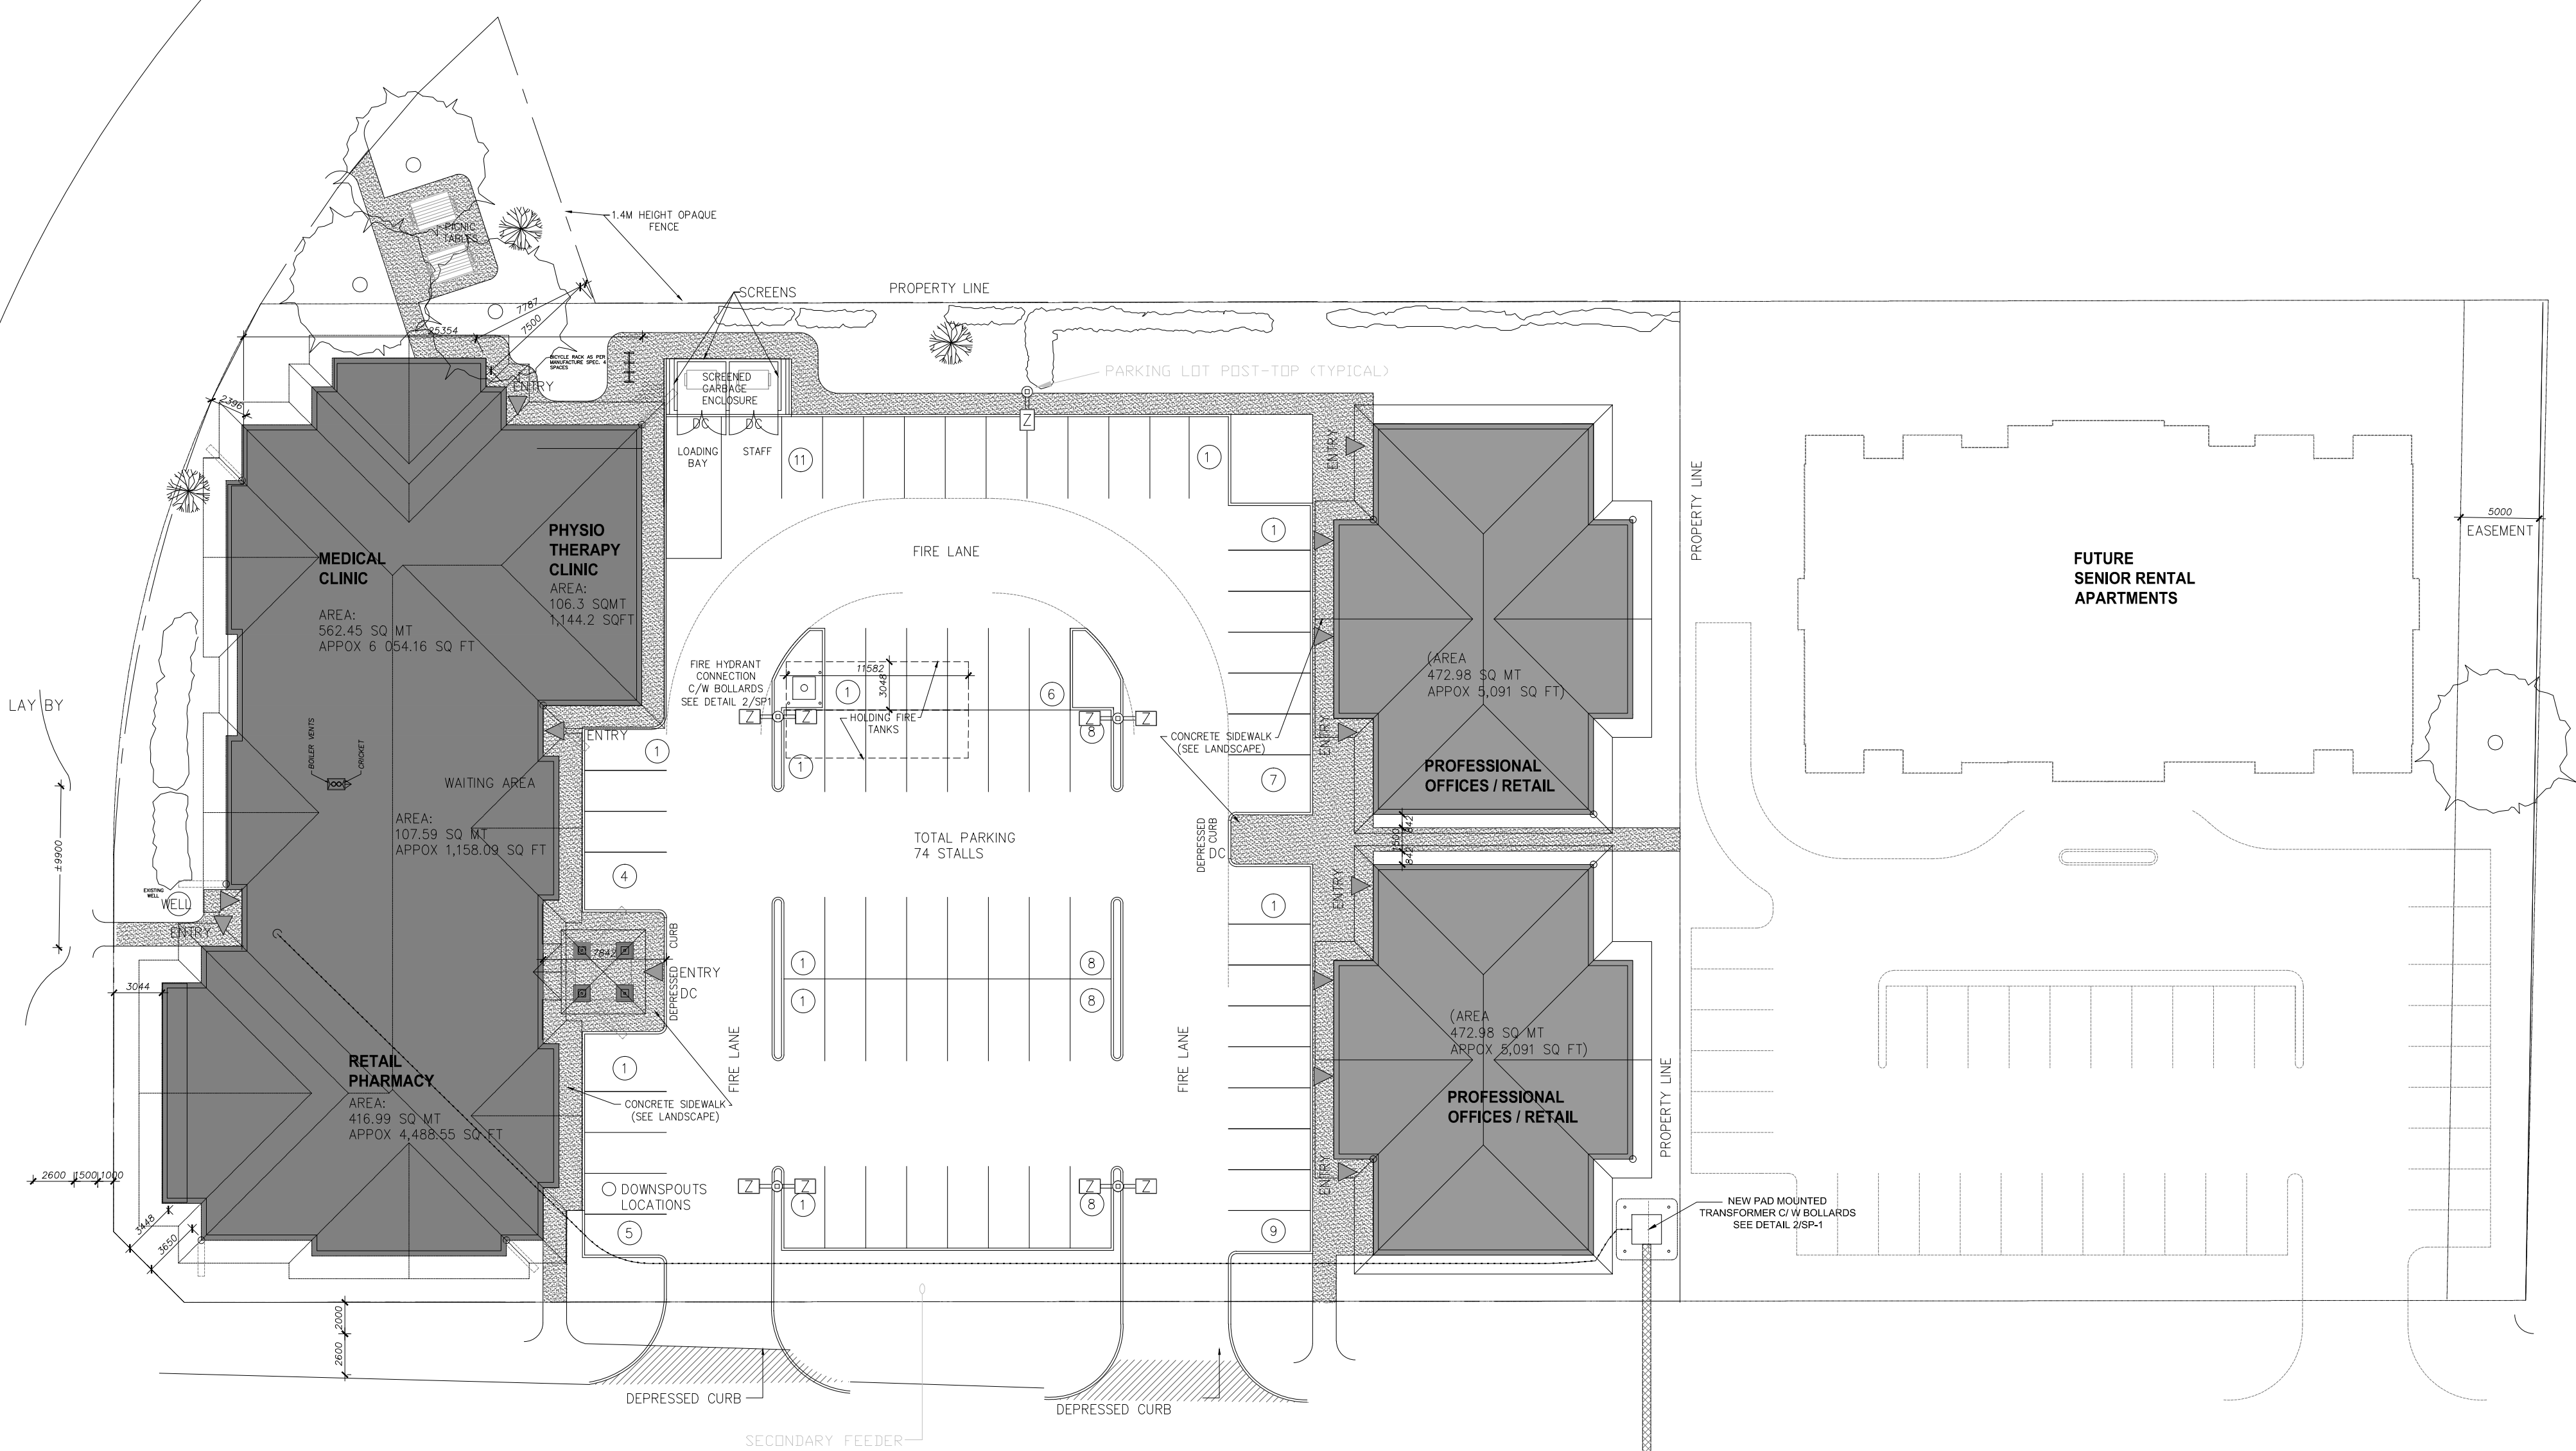 1.4M HEIGHT OPAQUE
FENCE
PICNIC
TABLES
7787
7500
25354
SCREENS
PROPERTY LINE
BICYCLE RACK AS PER
MANUFACTURE SPEC. 4
SPACES
ENTRY
2396
SCREENED
GARBAGE
ENCLOSURE
DC
DC
LOADING
BAY
STAFF
PARKING LOT POST-TOP (TYPICAL)
Z
11
1
ENTRY
PROPERTY LINE
5000
EASEMENT
MEDICAL
CLINIC
AREA:
562.45 SQ MT
APPOX 6 054.16 SQ FT
PHYSIO
THERAPY
CLINIC
AREA:
106.3 SQMT
1,144.2 SQFT
FIRE LANE
1
FUTURE
SENIOR RENTAL
APARTMENTS
FIRE HYDRANT
CONNECTION
C/W BOLLARDS
SEE DETAIL 2/SP1
11582
3048
1
6
Z
Z
Z
Z
8
HOLDING FIRE
TANKS
1
(AREA
472.98 SQ MT
APPOX 5,091 SQ FT)
PROFESSIONAL
OFFICES / RETAIL
CONCRETE SIDEWALK
(SEE LANDSCAPE)
ENTRY
7
LAY BY
±9900
BOILER VENTS
CRICKET
ENTRY
1
WAITING AREA
AREA:
107.59 SQ MT
APPOX 1,158.09 SQ FT
4
TOTAL PARKING
74 STALLS
DEPRESSED
CURB
DC
842
1500
842
EXISTING
WELL
WELL
ENTRY
ENTRY
1
7842
ENTRY
DC
DEPRESSED
CURB
1
8
1
8
3044
(AREA
472.98 SQ MT
APPOX 5,091 SQ FT)
PROFESSIONAL
OFFICES / RETAIL
PROPERTY LINE
RETAIL
PHARMACY
AREA:
416.99 SQ MT
APPOX 4,488.55 SQ FT
1
FIRE LANE
FIRE LANE
CONCRETE SIDEWALK
(SEE LANDSCAPE)
2600
1500
1000
DOWNSPOUTS
LOCATIONS
5
Z
Z
1
Z
Z
8
ENTRY
9
NEW PAD MOUNTED
TRANSFORMER C/ W BOLLARDS
SEE DETAIL 2/SP-1
3448
3650
2000
2600
DEPRESSED CURB
DEPRESSED CURB
SECONDARY FEEDER